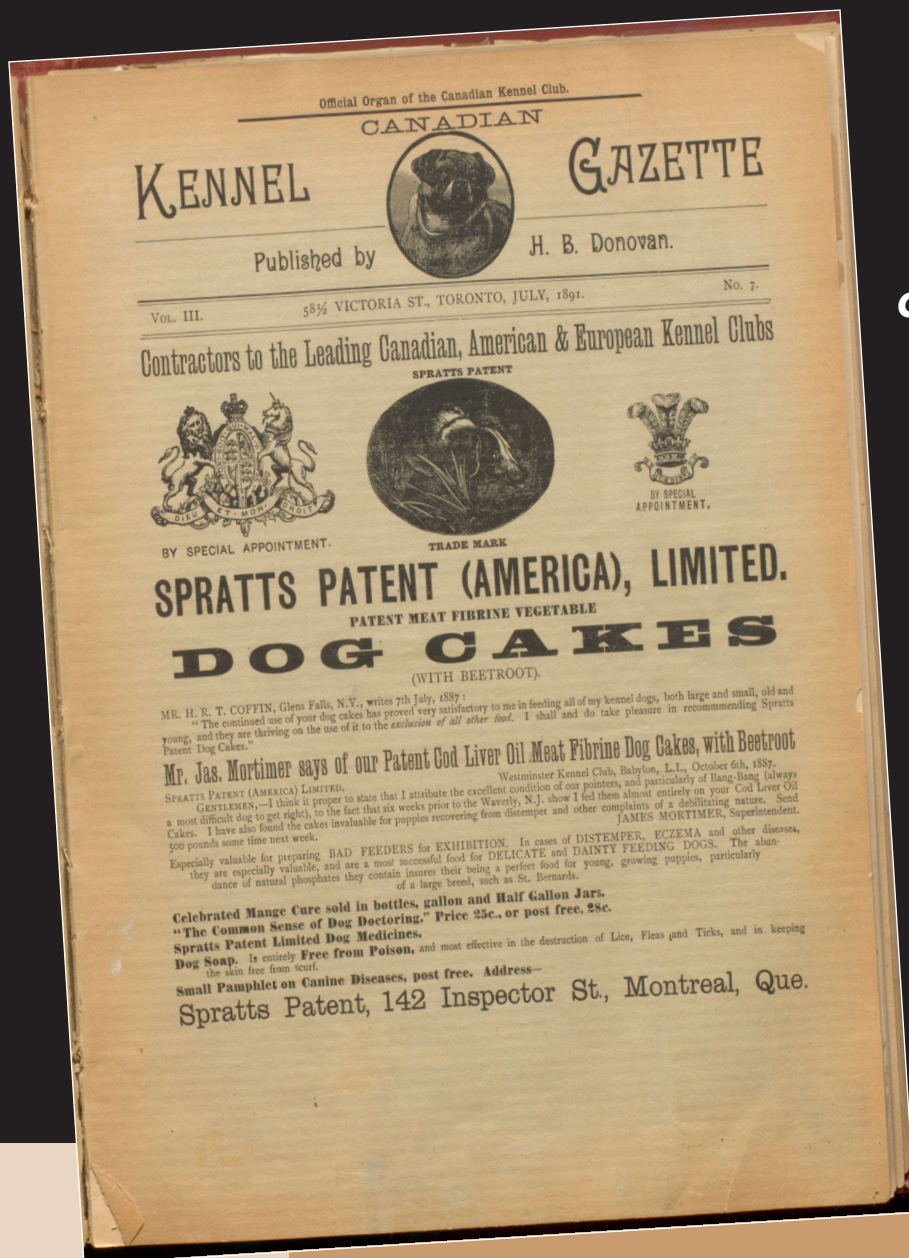 Official Organ of the Canadian Kennel Club.
CANADIAN
KENNEL GAZETTE
Published by H. B. Donovan.
VOL. III. 58½ VICTORIA ST., TORONTO, JULY, 1891. No. 7.
Contractors to the Leading Canadian, American & European Kennel Clubs
SPRATTS PATENT
DIEU ET · MON · DROIT
BY SPECIAL APPOINTMENT.
TRADE MARK
BY SPECIAL
APPOINTMENT.
SPRATTS PATENT (AMERICA), LIMITED.
PATENT MEAT FIBRINE VEGETABLE
DOG CAKES
(WITH BEETROOT).
MR. H. R. T. COFFIN, Glens Falls, N.Y., writes 7th July, 1887 :
"The continued use of your dog cakes has proved very satisfactory to me in feeding all of my kennel dogs, both large and small, old and
young, and they are thriving on the use of it to the exclusion of all other food. I shall and do take pleasure in recommmending Spratts
Patent Dog Cakes."
Mr. Jas. Mortimer says of our Patent Cod Liver Oil Meat Fibrine Dog Cakes, with Beetroot
SPRATTS PATENT (AMERICA) LIMITED. Westminster Kennel Club, Babylon, L.I., October 6th, 1887.
GENTLEMEN,—I think it proper to state that I attribute the excellent condition of our pointers, and particularly of Bang-Bang (always
a most difficult dog to get right), to the fact that six weeks prior to the Waverly, N.J. show I fed them almost entirely on your Cod Liver Oil
Cakes. I have also found the cakes invaluable for puppies recovering from distemper and other complaints of a debilitating nature. Send
500 pounds some time next week. JAMES MORTIMER, Superintendent.
Especially valuable for preparing BAD FEEDERS for EXHIBITION. In cases of DISTEMPER, ECZEMA and other diseases,
they are especially valuable, and are a most successful food for DELICATE and DAINTY FEEDING DOGS. The abun-
dance of natural phosphates they contain insures their being a perfect food for young, growing puppies, particularly
of a large breed, such as St. Bernards.
Celebrated Mange Cure sold in bottles, gallon and Half Gallon Jars.
"The Common Sense of Dog Doctoring." Price 25c., or post free, 28c.
Spratts Patent Limited Dog Medicines.
Dog Soap. Is entirely Free from Poison, and most effective in the destruction of Lice, Fleas and Ticks, and in keeping
the skin free from scurf.
Small Pamphlet on Canine Diseases, post free. Address—
Spratts Patent, 142 Inspector St., Montreal, Que.